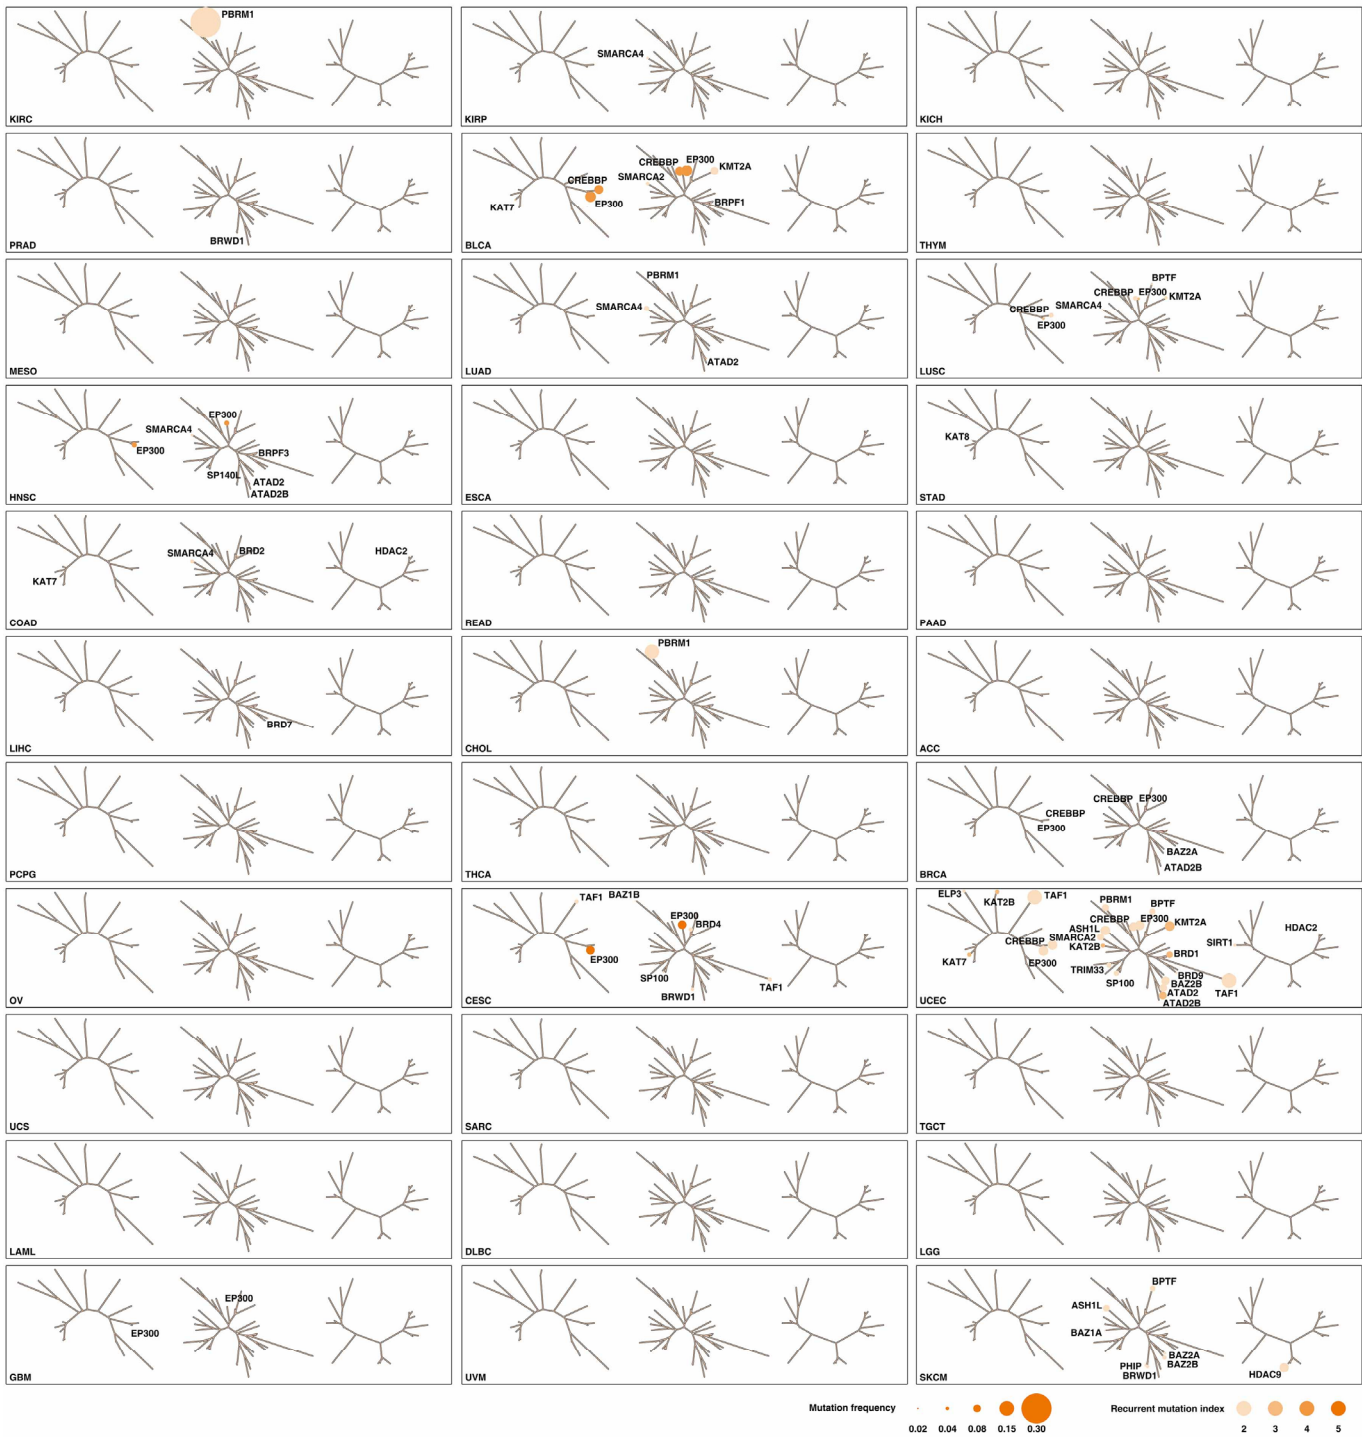 PBRM1
KIRC
SMARCA4
KIRP
KICH
BRWD1
PRAD
CREBBP EP300
KMT2A
SMARCA2
CREBBP
EP300
KAT7
BRPF1
BLCA
THYM
MESO
PBRM1
SMARCA4
ATAD2
LUAD
BPTF
CREBBP EP300
KMT2A
SMARCA4
CREBBP
EP300
LUSC
EP300
SMARCA4
EP300
BRPF3
SP140L
ATAD2
ATAD2B
HNSC
ESCA
KAT8
STAD
SMARCA4
BRD2
HDAC2
KAT7
COAD
READ
PAAD
BRD7
LIHC
PBRM1
CHOL
ACC
PCPG
THCA
CREBBP EP300
CREBBP
EP300
BAZ2A
ATAD2B
BRCA
OV
TAF1 BAZ1B
EP300
BRD4
EP300
SP100
TAF1
BRWD1
CESC
ELP3
KAT2B
TAF1
PBRM1
BPTF
CREBBP EP300
KMT2A
ASH1L
SMARCA2
CREBBP
KAT2B
SIRT1
HDAC2
BRD1
KAT7
EP300
TRIM33
SP100
BRD9
BAZ2B
ATAD2
ATAD2B
TAF1
UCEC
UCS
SARC
TGCT
LAML
DLBC
LGG
EP300
EP300
GBM
UVM
BPTF
ASH1L
BAZ1A
BAZ2A
PHIP
BAZ2B
BRWD1
HDAC9
SKCM
Mutation frequency
0.02 0.04 0.08 0.15 0.30
Recurrent mutation index
2 3 4 5